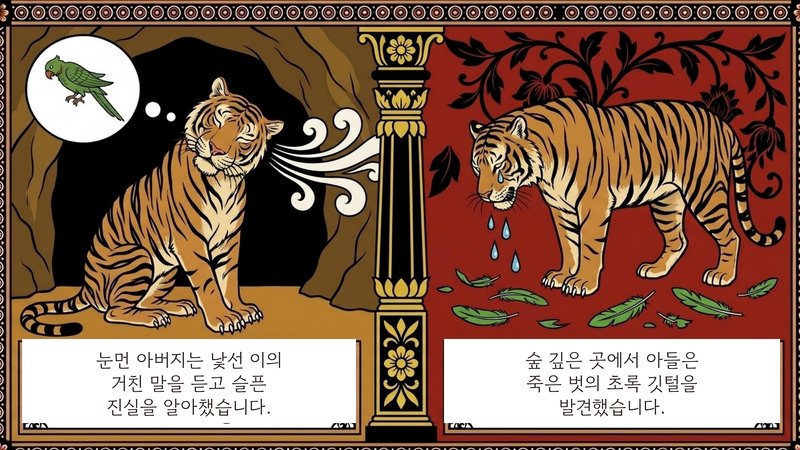 눈먼 아버지는 낯선 이의
거친 말을 듣고 슬픈
진실을 알아챘습니다.
숲 깊은 곳에서 아들은
죽은 벗의 초록 깃털을
발견했습니다.